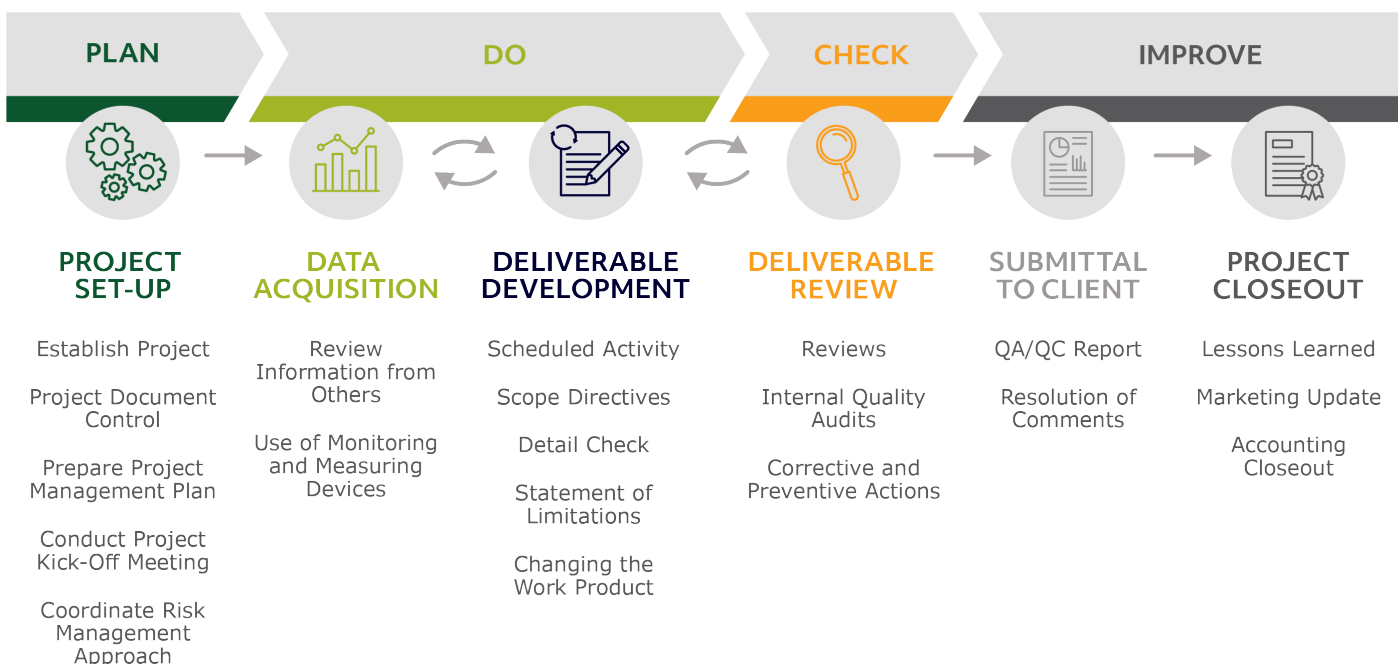 PLAN
DO
CHECK
IMPROVE
PROJECT
SET-UP
Establish Project
Project Document
Control
Prepare Project
Management Plan
Conduct Project
Kick-Off Meeting
Coordinate Risk
Management
Approach
DATA
ACQUISITION
Review
Information from
Others
Use of Monitoring
and Measuring
Devices
DELIVERABLE
DEVELOPMENT
Scheduled Activity
Scope Directives
Detail Check
Statement of
Limitations
Changing the
Work Product
DELIVERABLE
REVIEW
Reviews
Internal Quality
Audits
Corrective and
Preventive Actions
SUBMITTAL
TO CLIENT
QA/QC Report
Resolution of
Comments
PROJECT
CLOSEOUT
Lessons Learned
Marketing Update
Accounting
Closeout